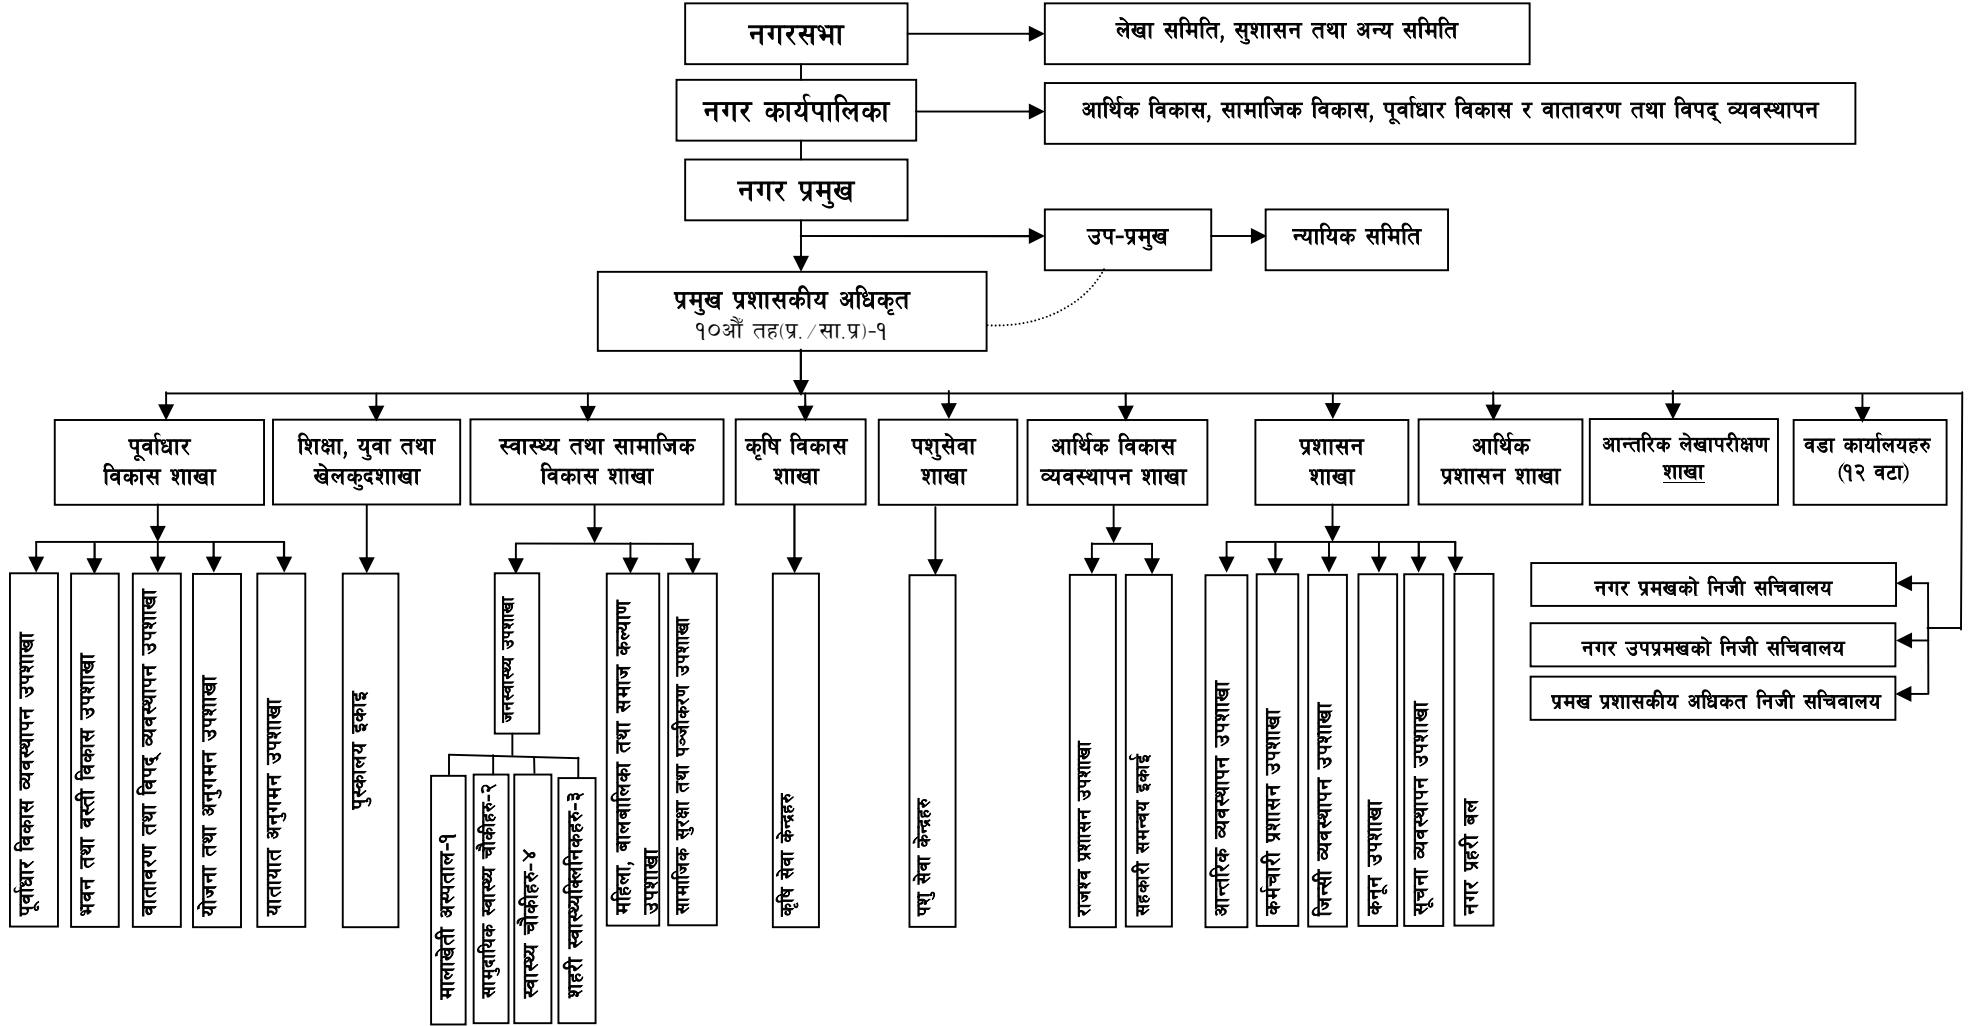 नगरसभा
लेखा समिति, सुशासन तथा अन्य समिति
नगर कार्यपालिका
आर्थिक विकास, सामाजिक विकास, पूर्वाधार विकास र वातावरण तथा विपद् व्यवस्थापन
नगर प्रमुख
उप-प्रमुख
न्यायिक समिति
प्रमुख प्रशासकीय अधिकृत
१०औं तह(प्र./सा.प्र)-१
पूर्वाधार
विकास शाखा
शिक्षा, युवा तथा
खेलकुदशाखा
स्वास्थ्य तथा सामाजिक
विकास शाखा
कृषि विकास
शाखा
पशुसेवा
शाखा
आर्थिक विकास
व्यवस्थापन शाखा
प्रशासन
शाखा
आर्थिक
प्रशासन शाखा
आन्तरिक लेखापरीक्षण
शाखा
वडा कार्यालयहरु
(१२ वटा)
पूर्वाधार विकास व्यवस्थापन उपशाखा
भवन तथा वस्ती विकास उपशाखा
वातावरण तथा विपद् व्यवस्थापन उपशाखा
योजना तथा अनुगमन उपशाखा
यातायात अनुगमन उपशाखा
पुस्कालय इकाइ
जनस्वास्थ्य उपशाखा
मालाखेती अस्पताल-१
सामुदायिक स्वास्थ्य चौकीहरु-२
स्वास्थ्य चौकीहरु-४
शहरी स्वास्थ्यक्लिनिकहरु-३
महिला, बालबालिका तथा समाज कल्याण
उपशाखा
सामाजिक सुरक्षा तथा पञ्जीकरण उपशाखा
कृषि सेवा केन्द्रहरु
पशु सेवा केन्द्रहरु
राजश्व प्रशासन उपशाखा
सहकारी समन्वय इकाई
आन्तरिक व्यवस्थापन उपशाखा
कर्मचारी प्रशासन उपशाखा
जिन्सी व्यवस्थापन उपशाखा
कनून उपशाखा
सूचना व्यवस्थापन उपशाखा
नगर प्रहरी बल
नगर प्रमखको निजी सचिवालय
नगर उपप्रमखको निजी सचिवालय
प्रमख प्रशासकीय अधिकत निजी सचिवालय